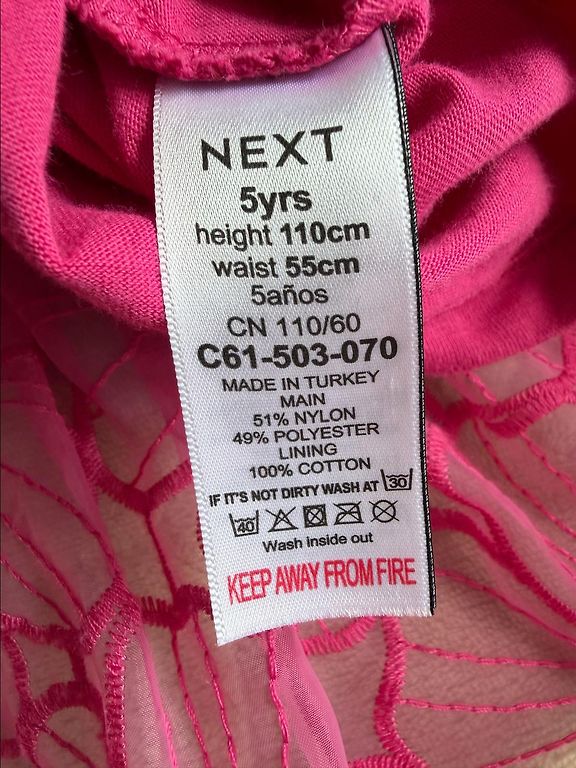 NEXT
5yrs
height 110cm
waist 55cm
5años
CN 110/60
C61-503-070
MADE IN TURKEY
MAIN
51% NYLON
49% POLYESTER
LINING
100% COTTON
IF IT'S NOT DIRTY WASH AT 30
40
Wash inside out
KEEP AWAY FROM FIRE